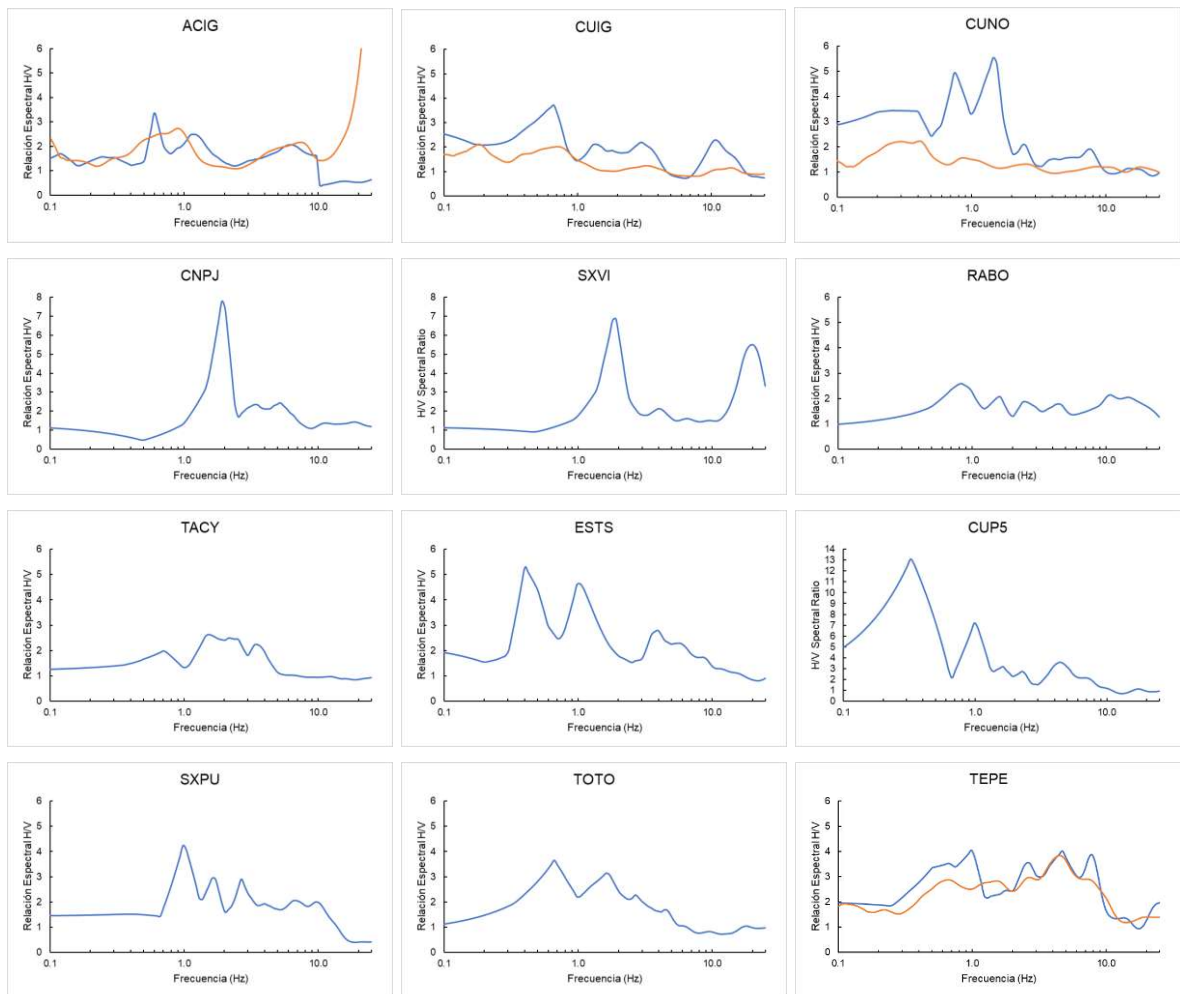 ACIG
Relación Espectral H/V
6
5
4
3
2
1
0
0.1 1.0 10.0
Frecuencia (Hz)
CUIG
Relación Espectral H/V
6
5
4
3
2
1
0
0.1 1.0 10.0
Frecuencia (Hz)
CUNO
Relación Espectral H/V
6
5
4
3
2
1
0
0.1 1.0 10.0
Frecuencia (Hz)
CNPJ
Relación Espectral H/V
8
7
6
5
4
3
2
1
0
0.1 1.0 10.0
Frecuencia (Hz)
SXVI
H/V Spectral Ratio
8
7
6
5
4
3
2
1
0
0.1 1.0 10.0
Frecuencia (Hz)
RABO
Relación Espectral H/V
6
5
4
3
2
1
0
0.1 1.0 10.0
Frecuencia (Hz)
TACY
Relación Espectral H/V
6
5
4
3
2
1
0
0.1 1.0 10.0
Frecuencia (Hz)
ESTS
Relación Espectral H/V
6
5
4
3
2
1
0
0.1 1.0 10.0
Frecuencia (Hz)
CUP5
H/V Spectral Ratio
14
13
12
11
10
9
8
7
6
5
4
3
2
1
0
0.1 1.0 10.0
Frecuencia (Hz)
SXPU
Relación Espectral H/V
6
5
4
3
2
1
0
0.1 1.0 10.0
Frecuencia (Hz)
TOTO
Relación Espectral H/V
6
5
4
3
2
1
0
0.1 1.0 10.0
Frecuencia (Hz)
TEPE
Relación Espectral H/V
6
5
4
3
2
1
0
0.1 1.0 10.0
Frecuencia (Hz)